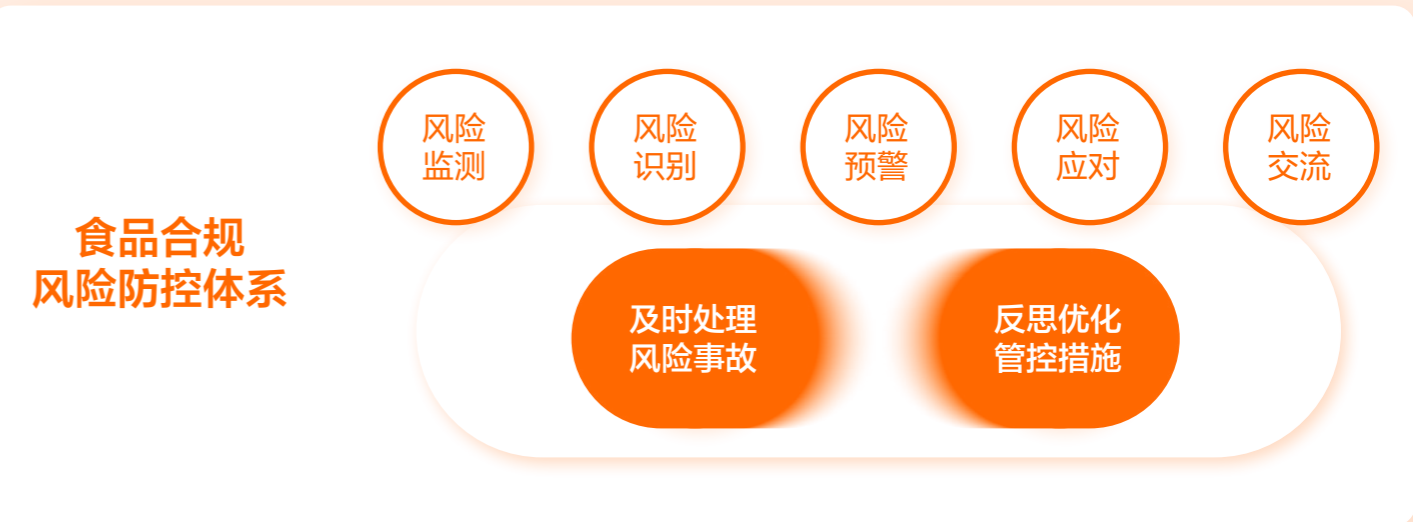 风险
监测
风险
识别
风险
预警
风险
应对
风险
交流
食品合规
风险防控体系
及时处理
风险事故
反思优化
管控措施